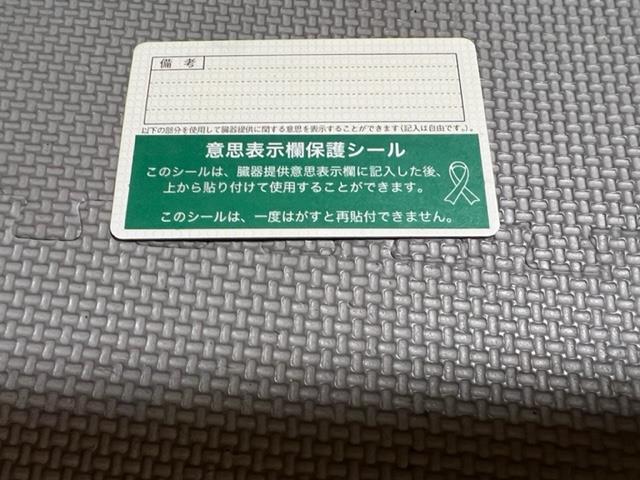 備考
以下の部分を使用して臓器提供に関する意思を表示することができます(記入は自由です。)。
意思表示欄保護シール
このシールは、臓器提供意思表示欄に記入した後、
上から貼り付けて使用することができます。
このシールは、一度はがすと再貼付できません。